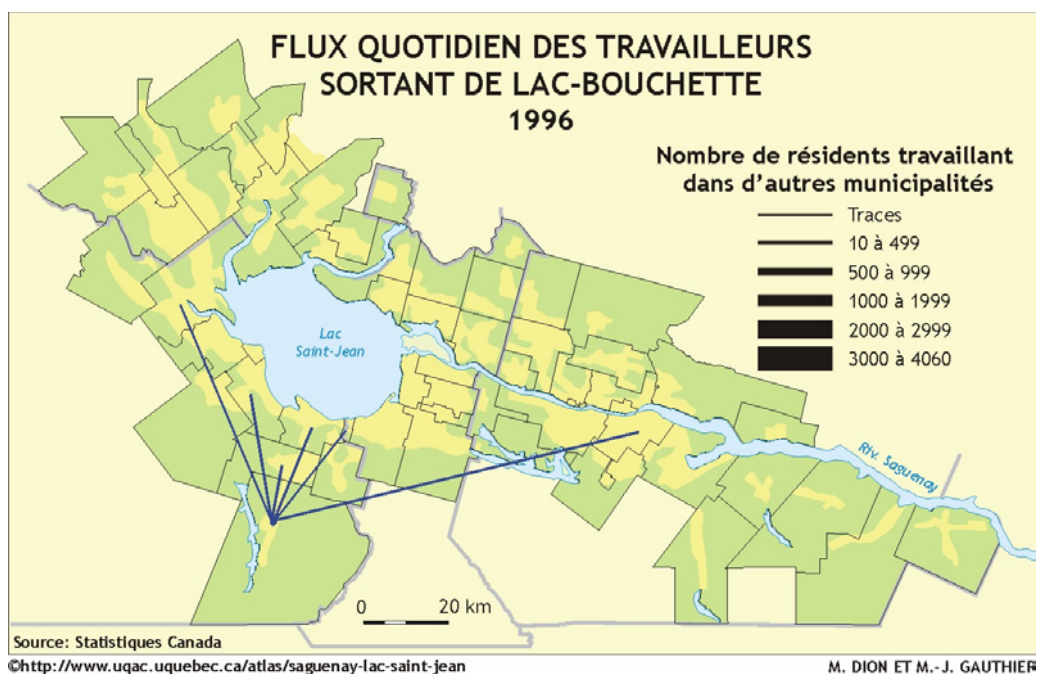 FLUX QUOTIDIEN DES TRAVAILLEURS
SORTANT DE LAC-BOUCHETTE
1996
Nombre de résidents travaillant
dans d'autres municipalités
Traces
10 à 499
500 à 999
1000 à 1999
2000 à 2999
3000 à 4060
Lac
Saint-Jean
Riv. Saguenay
0 20 km
Source: Statistiques Canada
©http://www.uqac.uquebec.ca/atlas/saguenay-lac-saint-jean
M. DION ET M.-J. GAUTHIER